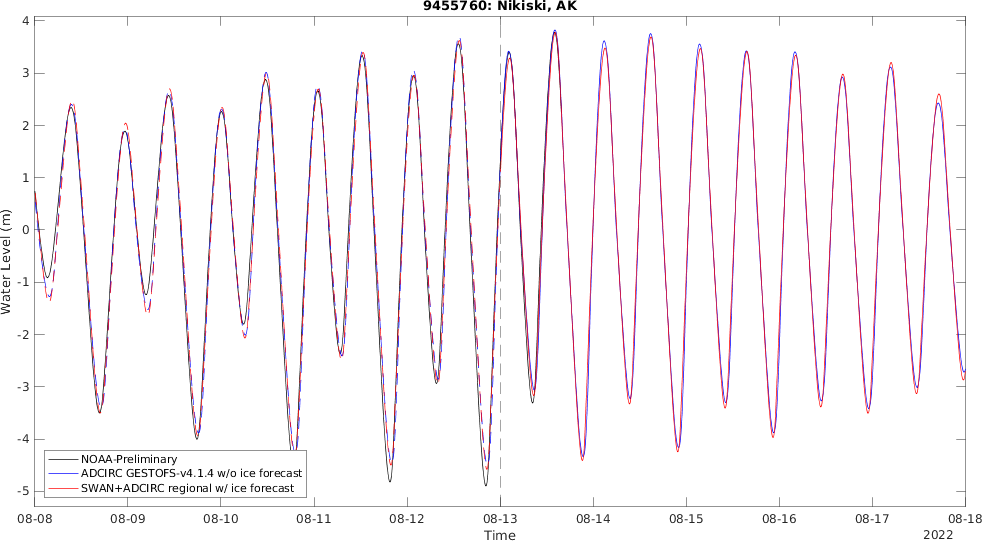 9455760: Nikiski, AK
4
3
2
1
0
-1
-2
-3
-4
-5
Water Level (m)
NOAA-Preliminary
ADCIRC GESTOFS-v4.1.4 w/o ice forecast
SWAN+ADCIRC regional w/ ice forecast
08-08 08-09 08-10 08-11 08-12 08-13 08-14 08-15 08-16 08-17 08-18
Time
2022